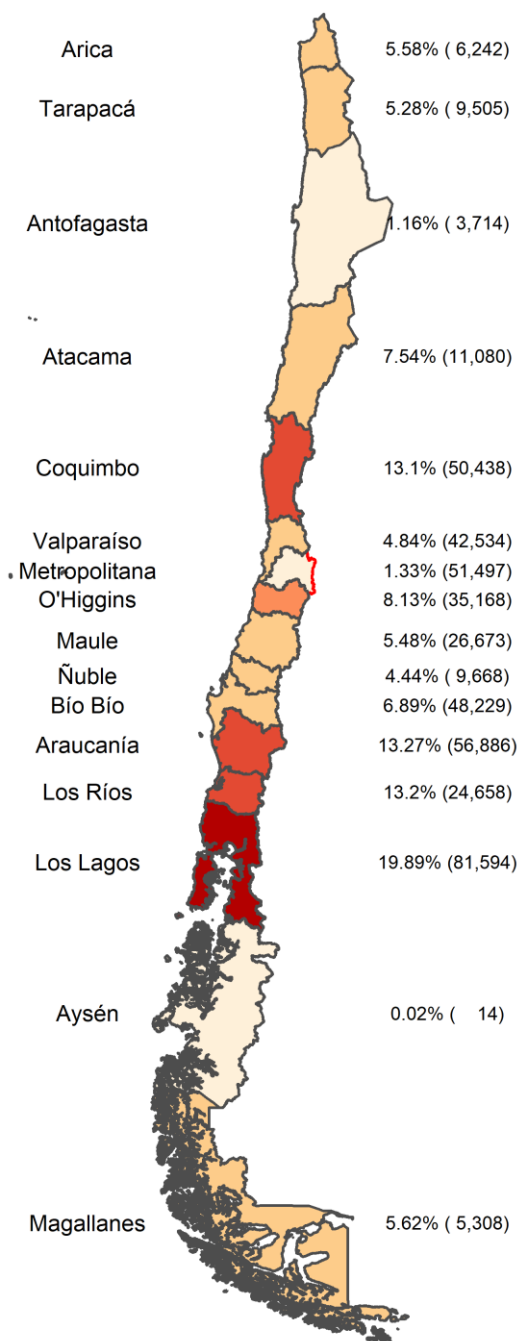 Arica 5.58% ( 6,242)
Tarapacá 5.28% ( 9,505)
Antofagasta 1.16% ( 3,714)
Atacama 7.54% (11,080)
Coquimbo 13.1% (50,438)
Valparaíso 4.84% (42,534)
Metropolitana 1.33% (51,497)
O'Higgins 8.13% (35,168)
Maule 5.48% (26,673)
Ñuble 4.44% ( 9,668)
Bío Bío 6.89% (48,229)
Araucanía 13.27% (56,886)
Los Ríos 13.2% (24,658)
Los Lagos 19.89% (81,594)
Aysén 0.02% ( 14)
Magallanes 5.62% ( 5,308)